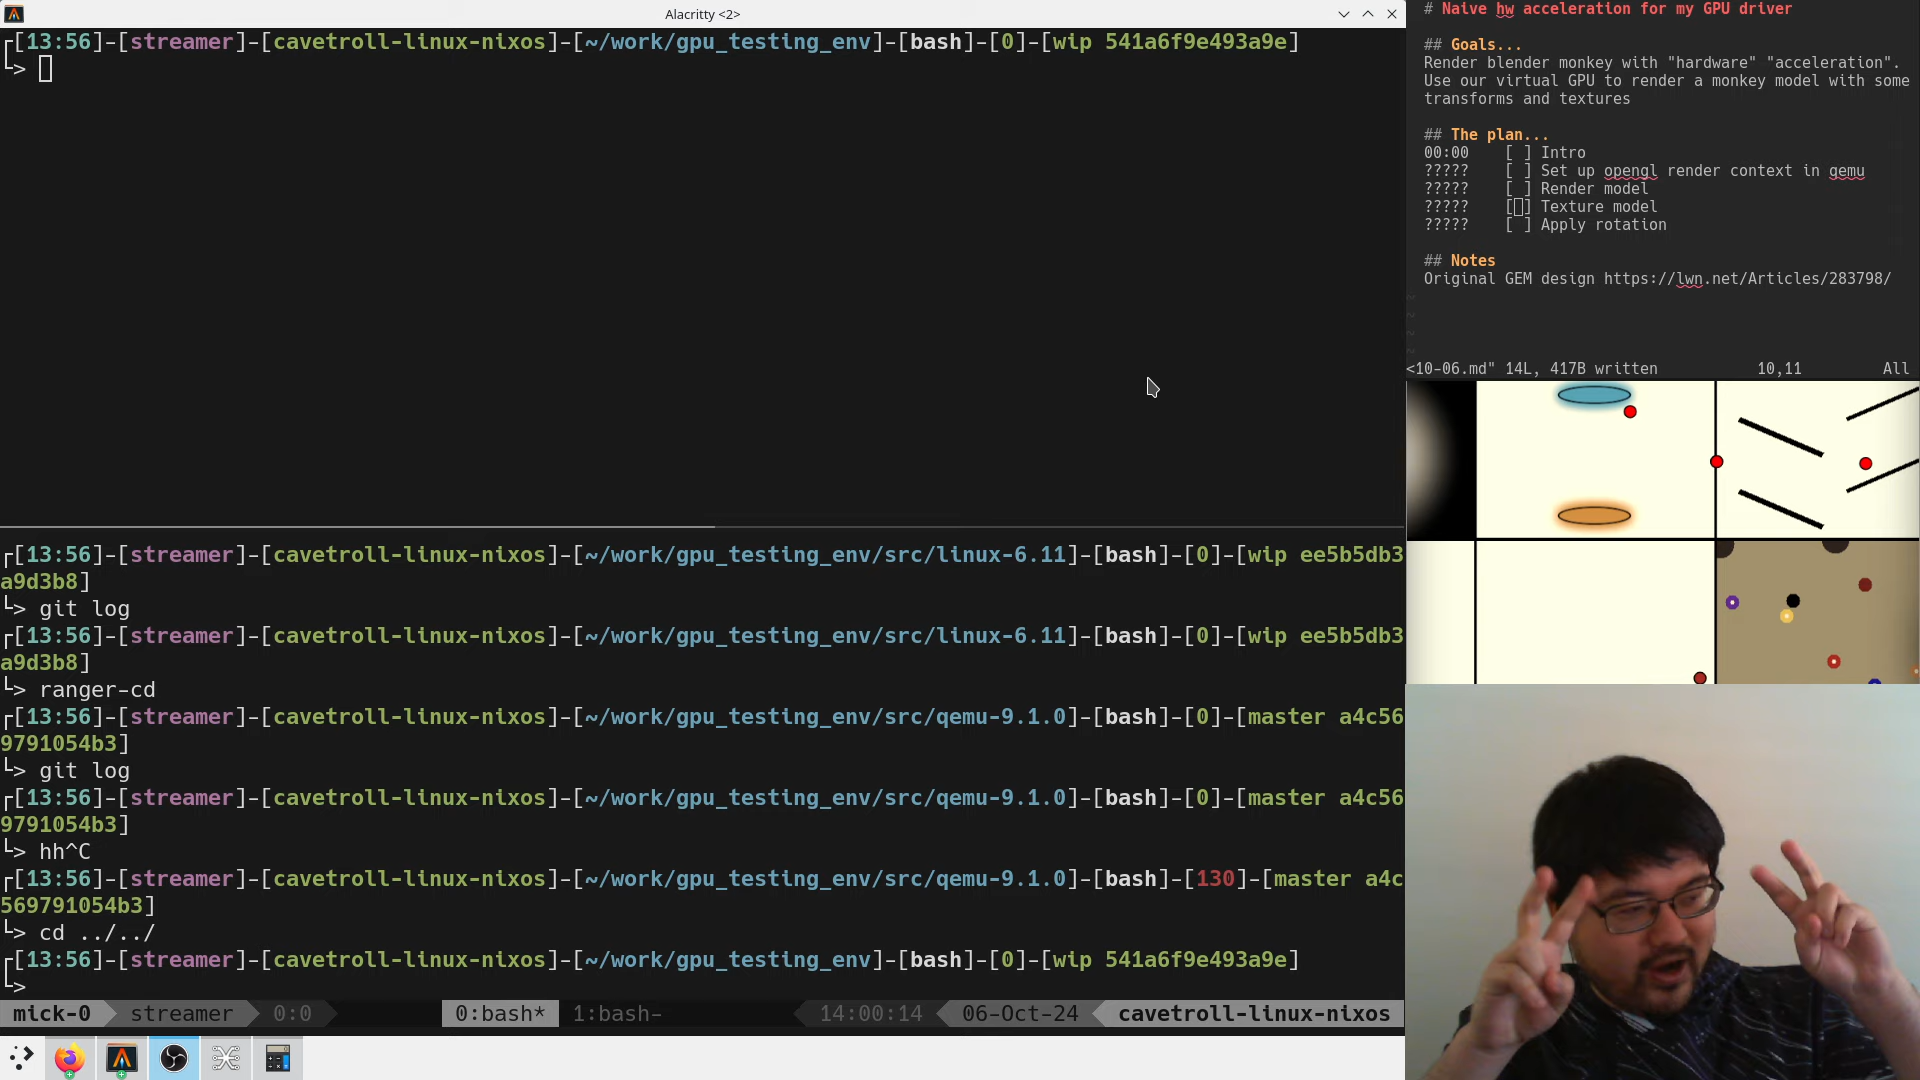 Alacritty <2>
┌[13:56]-[streamer]-[cavetroll-linux-nixos]-[~/work/gpu_testing_env]-[bash]-[0]-[wip 541a6f9e493a9e]
└>
┌[13:56]-[streamer]-[cavetroll-linux-nixos]-[~/work/gpu_testing_env/src/linux-6.11]-[bash]-[0]-[wip ee5b5db3
a9d3b8]
└> git log
┌[13:56]-[streamer]-[cavetroll-linux-nixos]-[~/work/gpu_testing_env/src/linux-6.11]-[bash]-[0]-[wip ee5b5db3
a9d3b8]
└> ranger-cd
┌[13:56]-[streamer]-[cavetroll-linux-nixos]-[~/work/gpu_testing_env/src/qemu-9.1.0]-[bash]-[0]-[master a4c56
9791054b3]
└> git log
┌[13:56]-[streamer]-[cavetroll-linux-nixos]-[~/work/gpu_testing_env/src/qemu-9.1.0]-[bash]-[0]-[master a4c56
9791054b3]
└> hh^C
┌[13:56]-[streamer]-[cavetroll-linux-nixos]-[~/work/gpu_testing_env/src/qemu-9.1.0]-[bash]-[130]-[master a4c
569791054b3]
└> cd ../../
┌[13:56]-[streamer]-[cavetroll-linux-nixos]-[~/work/gpu_testing_env]-[bash]-[0]-[wip 541a6f9e493a9e]
└>
mick-0 streamer 0:0 0:bash* 1:bash- 14:00:14 06-Oct-24 cavetroll-linux-nixos
# Naive hw acceleration for my GPU driver
## Goals...
Render blender monkey with "hardware" "acceleration".
Use our virtual GPU to render a monkey model with some
transforms and textures
## The plan...
00:00 [ ] Intro
????? [ ] Set up opengl render context in qemu
????? [ ] Render model
????? [ ] Texture model
????? [ ] Apply rotation
## Notes
Original GEM design https://lwn.net/Articles/283798/
~
~
~
~
<10-06.md" 14L, 417B written 10,11 All